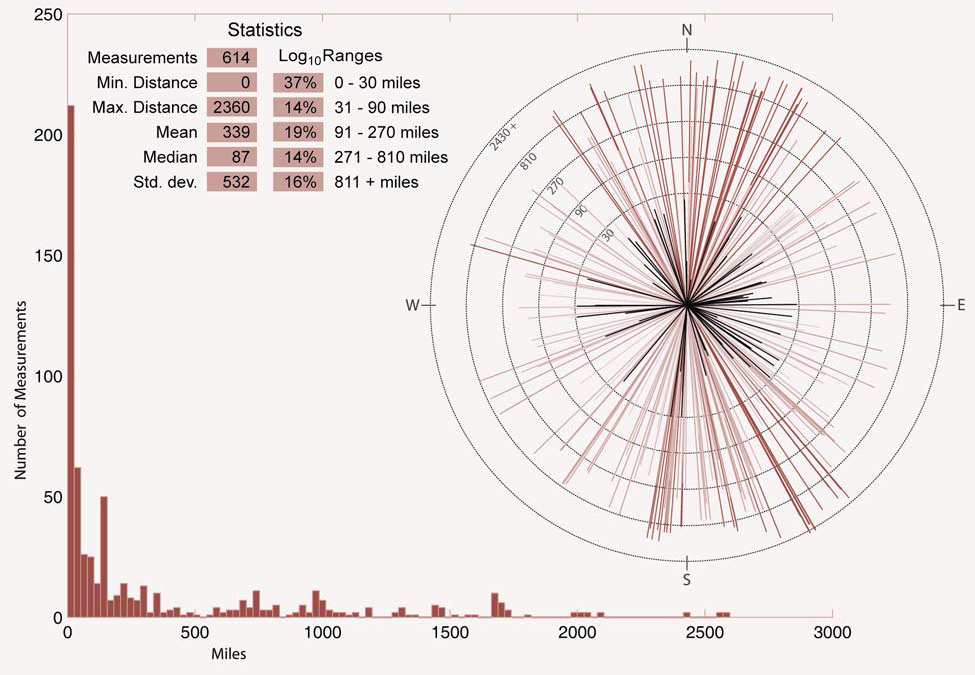 Statistics
Measurements 614
Min. Distance 0
Max. Distance 2360
Mean 339
Median 87
Std. dev. 532
Log10Ranges
37% 0 - 30 miles
14% 31 - 90 miles
19% 91 - 270 miles
14% 271 - 810 miles
16% 811 + miles
250
200
150
100
50
0
Number of Measurements
0 500 1000 1500 2000 2500 3000
Miles
N
2430 +
810
270
90
30
W
E
S